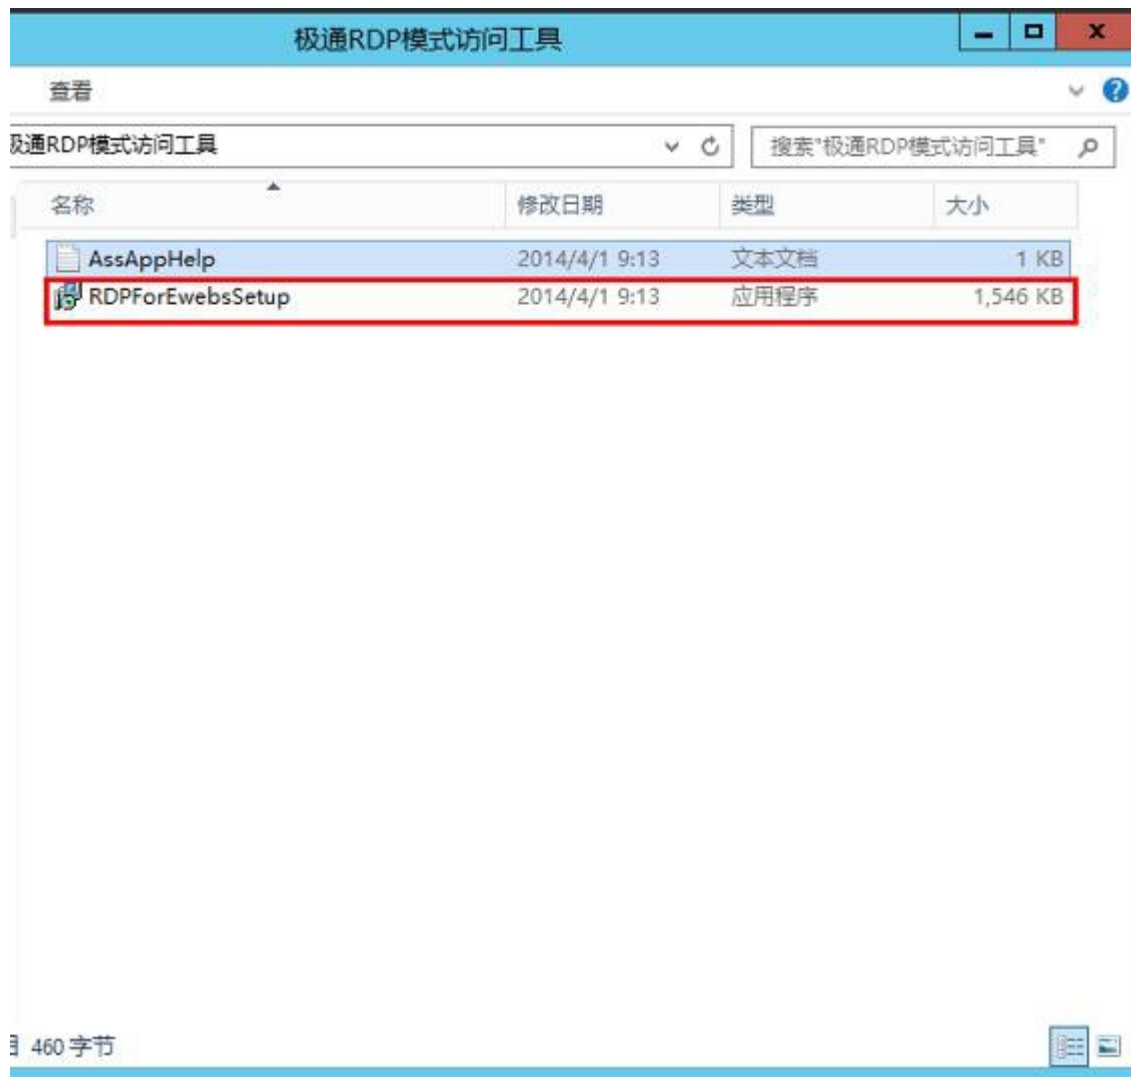 极通RDP模式访问工具
查看
极通RDP模式访问工具 搜索"极通RDP模式访问工具"
名称 修改日期 类型 大小
AssAppHelp 2014/4/1 9:13 文本文档 1 KB
RDPForEwebsSetup 2014/4/1 9:13 应用程序 1,546 KB
460 字节